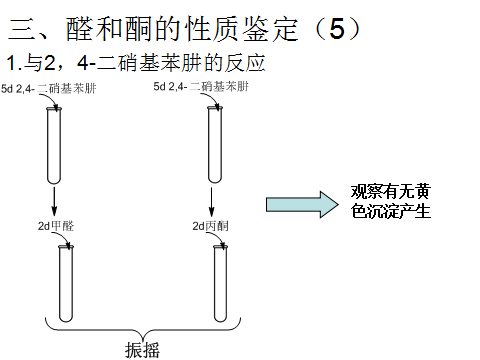 三、醛和酮的性质鉴定（5）
1.与2，4-二硝基苯肼的反应
5d 2,4- 二硝基苯肼
5d 2,4- 二硝基苯肼
观察有无黄
色沉淀产生
2d甲醛
2d丙酮
振摇